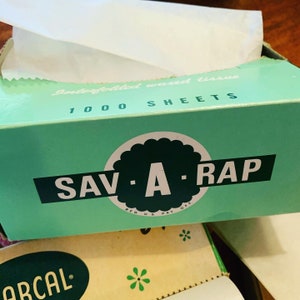 Interfolded waxed tissue
1000 SHEETS
SAV·A·RAP
ARCAL®